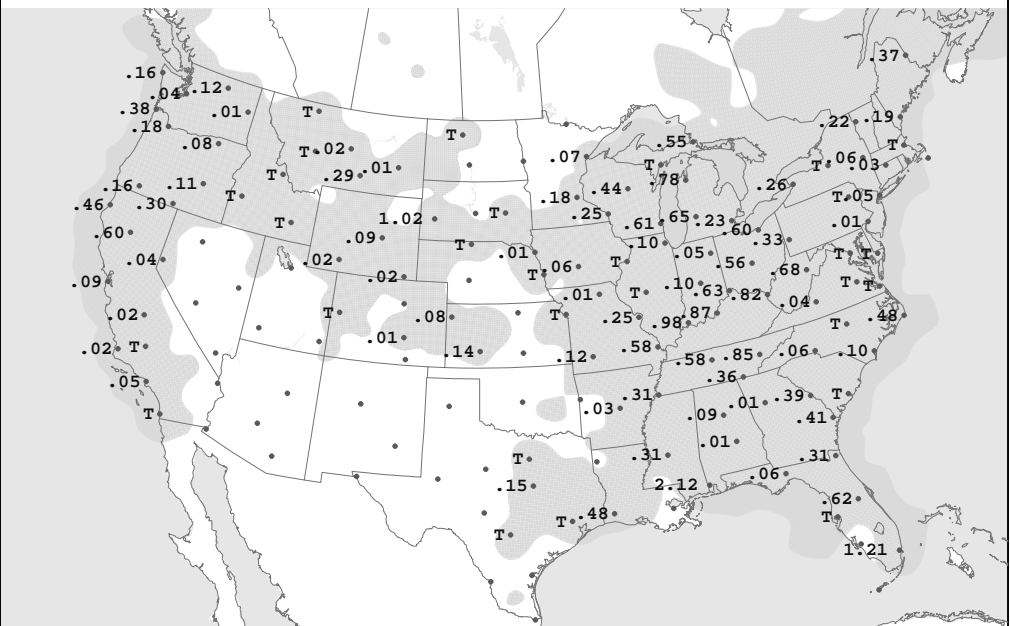 .37
.16
.04 .12
.38 .01 T
.18 .22 .19
T .55
.08 T .02 T
.07 T .06 .03
.29 .01
T .78
.16 .11 .44 .26
T .18 T .05
.46 .30
1.02 T .25 .65
T .61 .23 .01
.60 .60
.09 T .10 .33
.04 .02 .01 .05 T T
T .06 T .56 .68
.09 .02 .10 T T
.01 T .63 .82
.04
.02 T .08 T .25 .98 .87 T .48
.01
.02 T .14 .12 .58 .58 .85 .06 .10
.05 .36
T .03 .31 .01 .39 T
.09 .41
.01
T .31 .31
.15 2.12 .06
.62
T .48 T
T
1.21